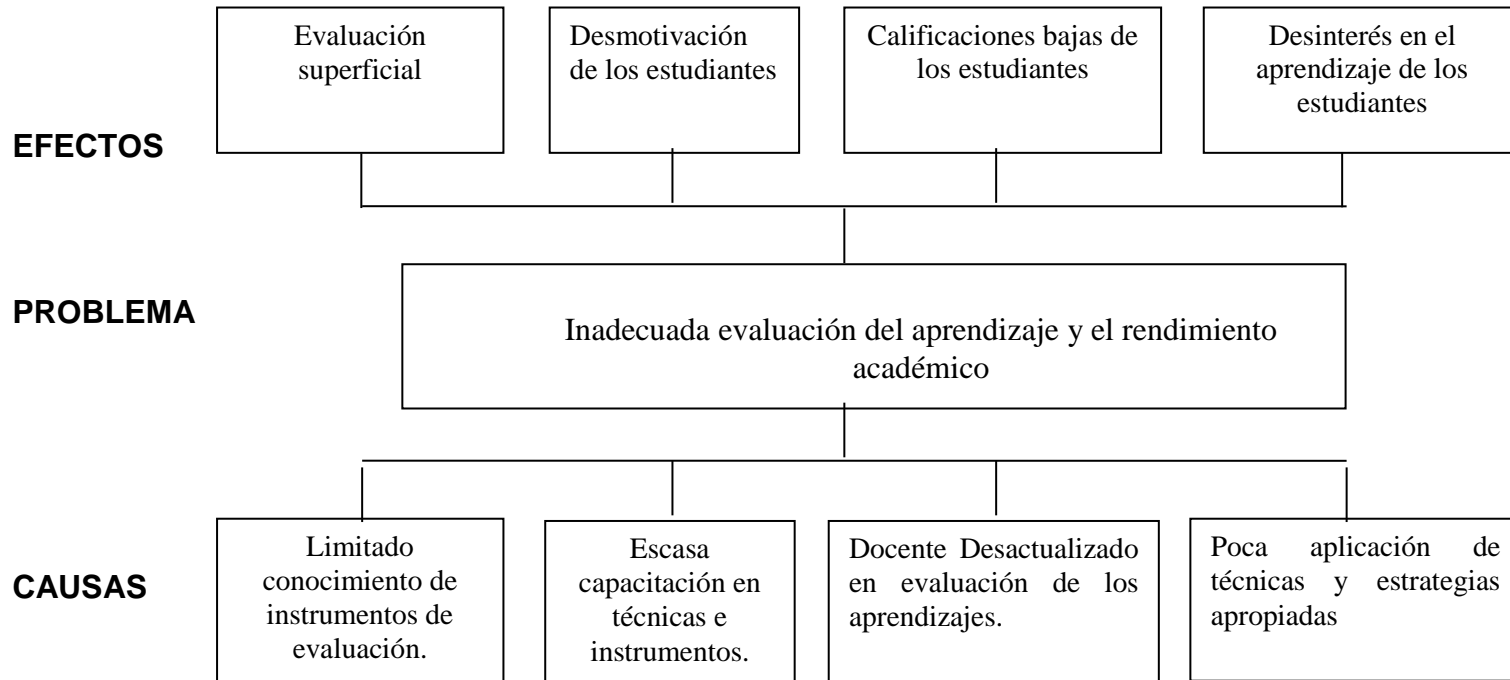 Evaluación
superficial
Desmotivación
de los estudiantes
Calificaciones bajas de
los estudiantes
Desinterés en el
aprendizaje de los
estudiantes
EFECTOS
PROBLEMA
Inadecuada evaluación del aprendizaje y el rendimiento
académico
CAUSAS
Limitado
conocimiento de
instrumentos de
evaluación.
Escasa
capacitación en
técnicas e
instrumentos.
Docente Desactualizado
en evaluación de los
aprendizajes.
Poca aplicación de
técnicas y estrategias
apropiadas